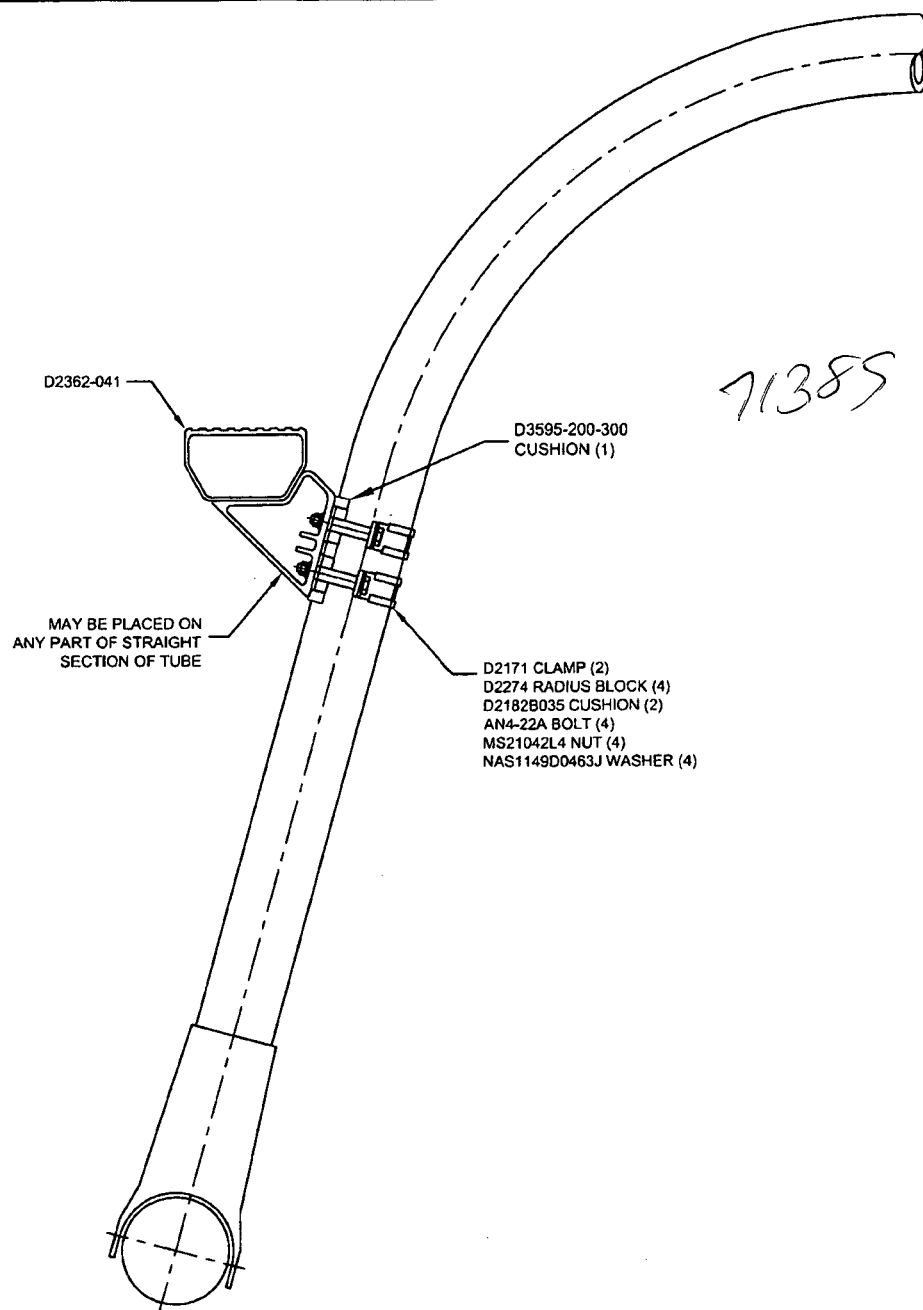 D2362-041
71385
D3595-200-300
CUSHION (1)
MAY BE PLACED ON
ANY PART OF STRAIGHT
SECTION OF TUBE
D2171 CLAMP (2)
D2274 RADIUS BLOCK (4)
D2182B035 CUSHION (2)
AN4-22A BOLT (4)
MS21042L4 NUT (4)
NAS1149D0463J WASHER (4)